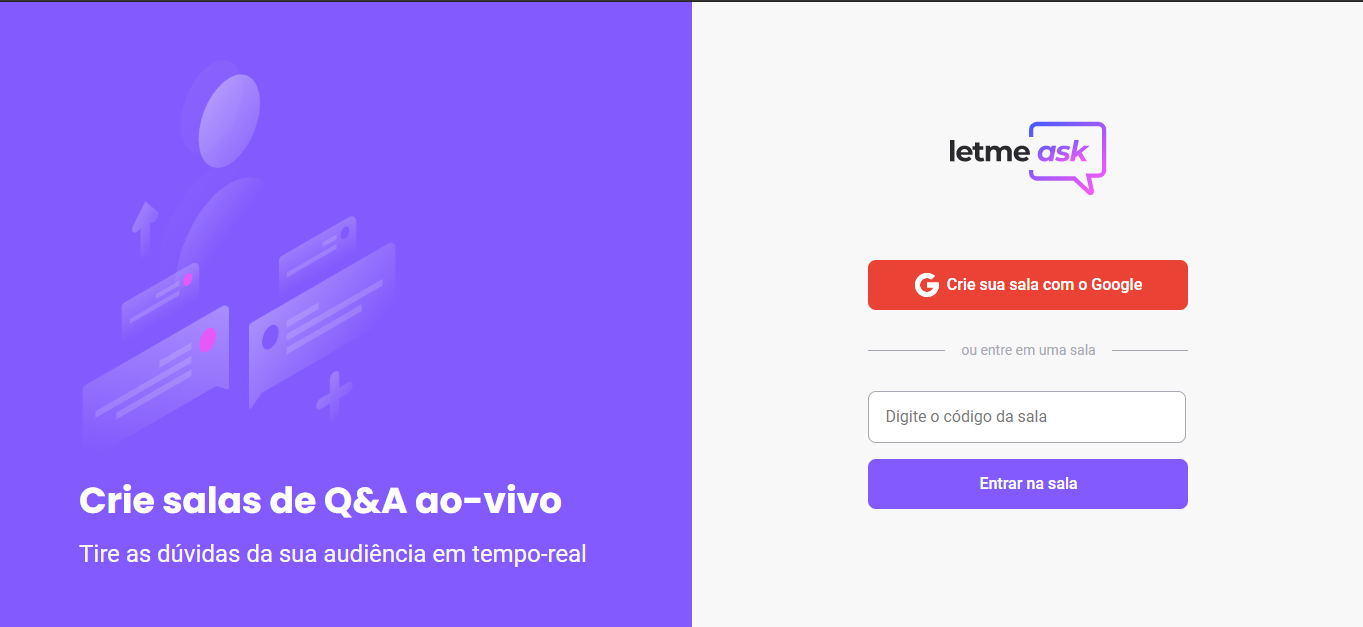 Crie salas de Q&A ao-vivo
Tire as dúvidas da sua audiência em tempo-real
letme ask
Crie sua sala com o Google
ou entre em uma sala
Digite o código da sala
Entrar na sala